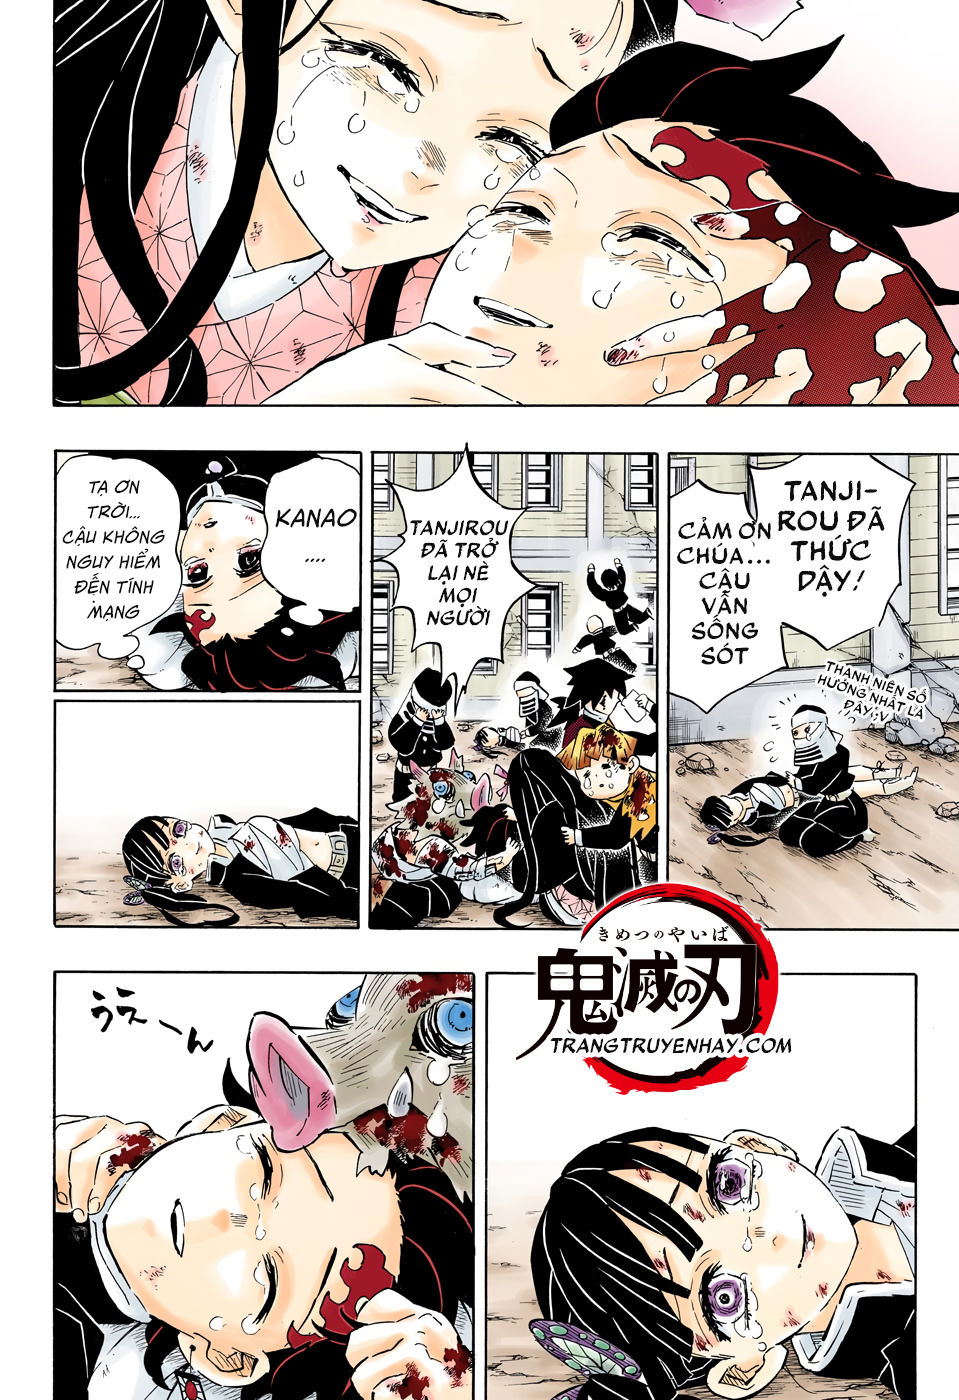 TANJI-
ROU ĐÃ
THỨC
DẬY!
CẢM ƠN
CHÚA...
CẬU
VẪN
SỐNG
SÓT
THANH NIÊN SỐ
HƯỞNG NHẤT LÀ
ĐÂY :V
TANJIROU
ĐÃ TRỞ
LẠI NÈ
MỌI
NGƯỜI
KANAO
....
TẠ ƠN
TRỜI...
CẬU KHÔNG
NGUY HIỂM
ĐẾN TÍNH
MẠNG
きめつのやいば
鬼滅の刃
TRANGTRUYENHAY.COM
うえーん